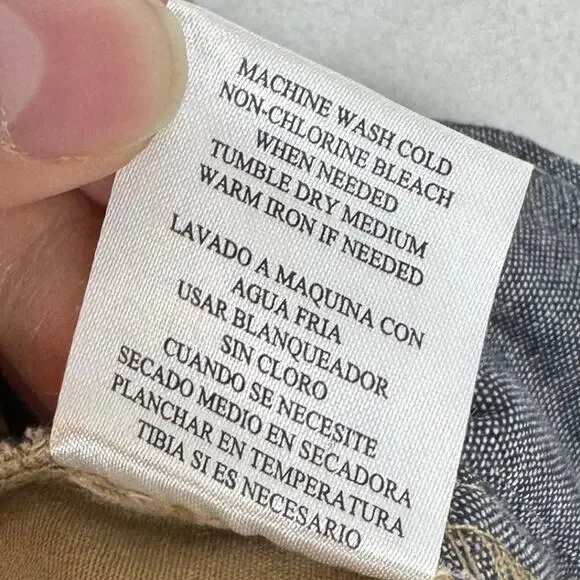 MACHINE WASH COLD
NON-CHLORINE BLEACH
WHEN NEEDED
TUMBLE DRY MEDIUM
WARM IRON IF NEEDED
LAVADO A MAQUINA CON
AGUA FRIA
USAR BLANQUEADOR
SIN CLORO
CUANDO SE NECESITE
SECADO MEDIO EN SECADORA
PLANCHAR EN TEMPERATURA
TIBIA SI ES NECESARIO